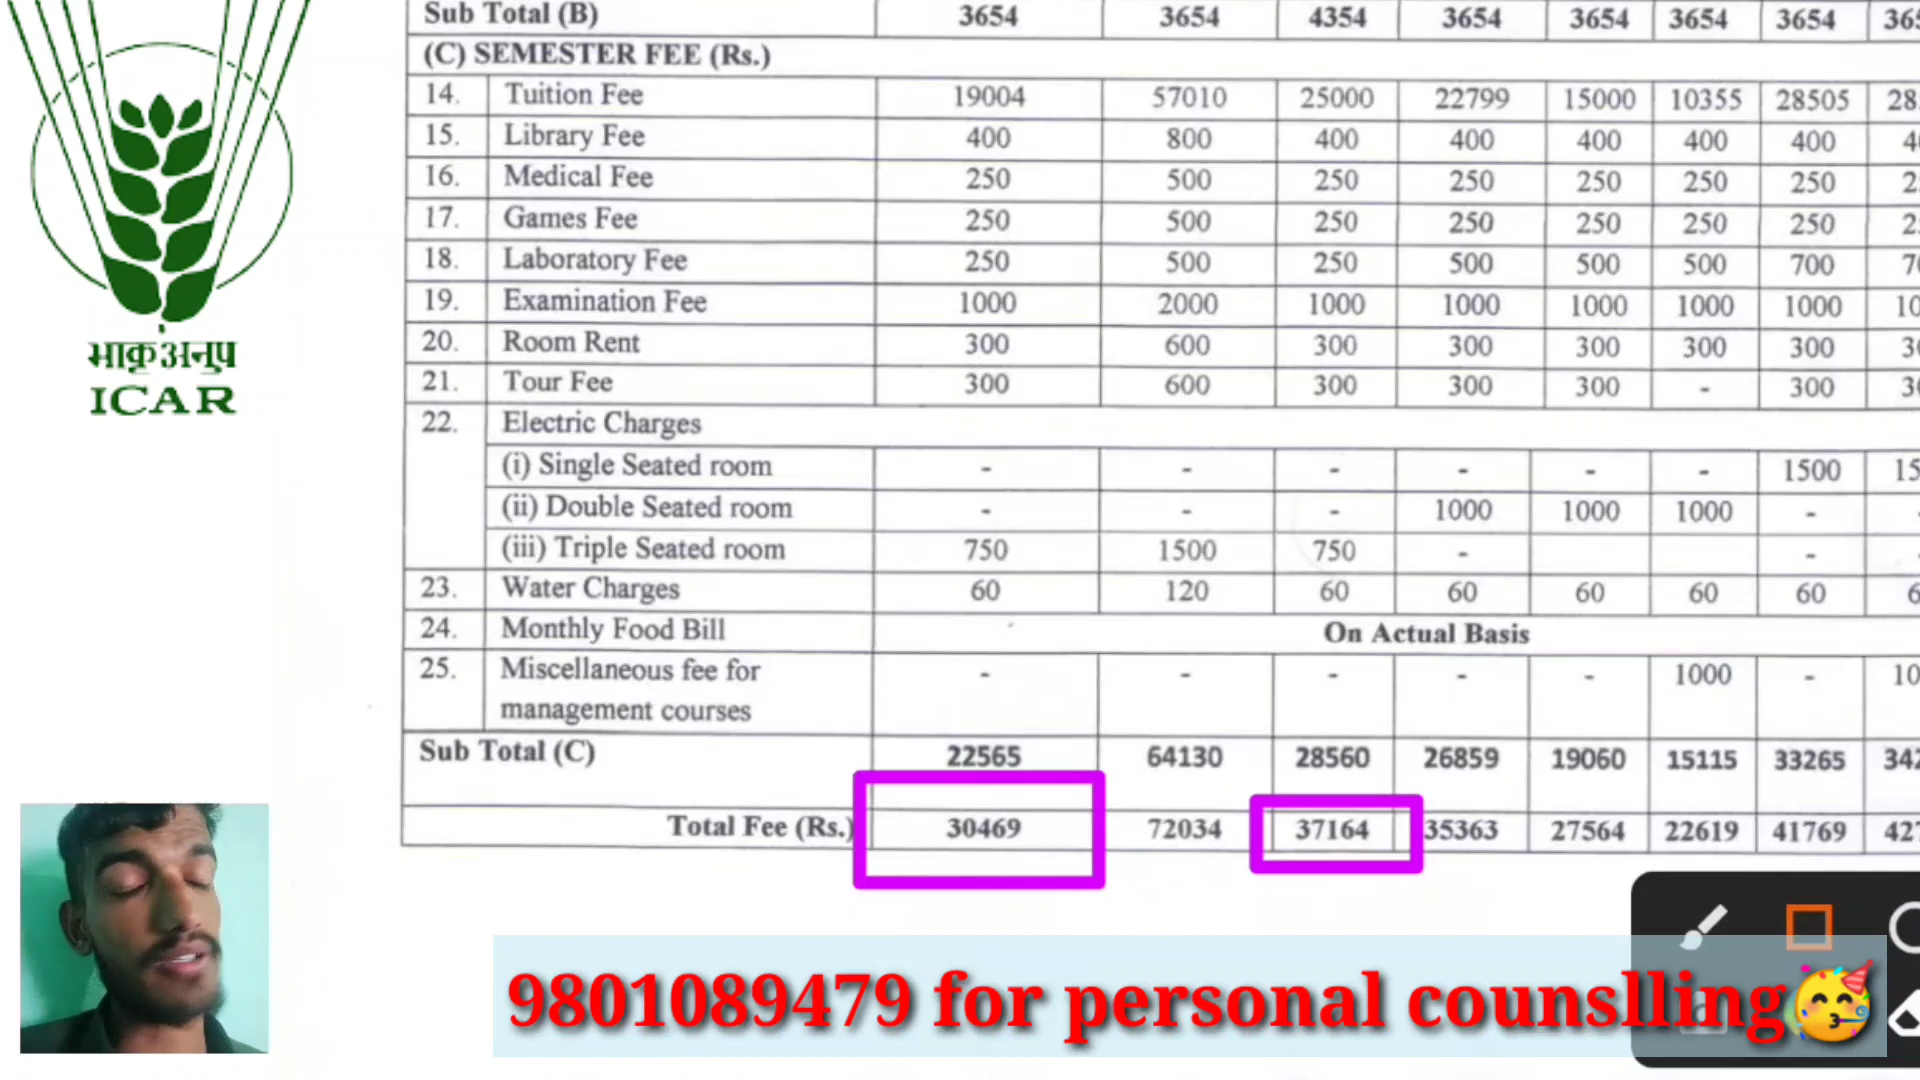 भाकृअनुप
ICAR
Sub Total (B) 3654 3654 4354 3654 3654 3654 3654
(C) SEMESTER FEE (Rs.)
14. Tuition Fee 19004 57010 25000 22799 15000 10355 28505 28
15. Library Fee 400 800 400 400 400 400 400
16. Medical Fee 250 500 250 250 250 250 250
17. Games Fee 250 500 250 250 250 250 250
18. Laboratory Fee 250 500 250 500 500 500 700
19. Examination Fee 1000 2000 1000 1000 1000 1000 1000 10
20. Room Rent 300 600 300 300 300 300 300
21. Tour Fee 300 600 300 300 300 - 300
22. Electric Charges
(i) Single Seated room - - - - - - 1500 15
(ii) Double Seated room - - - 1000 1000 1000 - -
(iii) Triple Seated room 750 1500 750 - - -
23. Water Charges 60 120 60 60 60 60 60 6
24. Monthly Food Bill On Actual Basis
25. Miscellaneous fee for - - - - - 1000 - 10
management courses
Sub Total (C) 22565 64130 28560 26859 19060 15115 33265 342
Total Fee (Rs.) 30469 72034 37164 35363 27564 22619 41769 427
9801089479 for personal counslling🥳